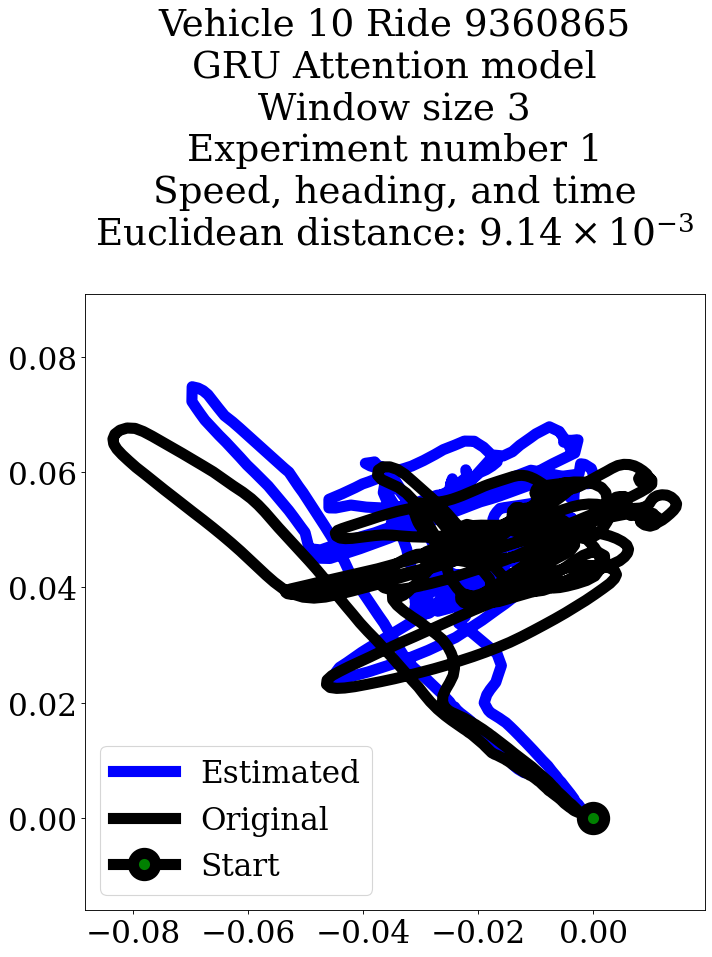 Vehicle 10 Ride 9360865
GRU Attention model
Window size 3
Experiment number 1
Speed, heading, and time
Euclidean distance: 9.14 × 10⁻³
0.08
0.06
0.04
0.02
0.00
Estimated
Original
Start
−0.08 −0.06 −0.04 −0.02 0.00